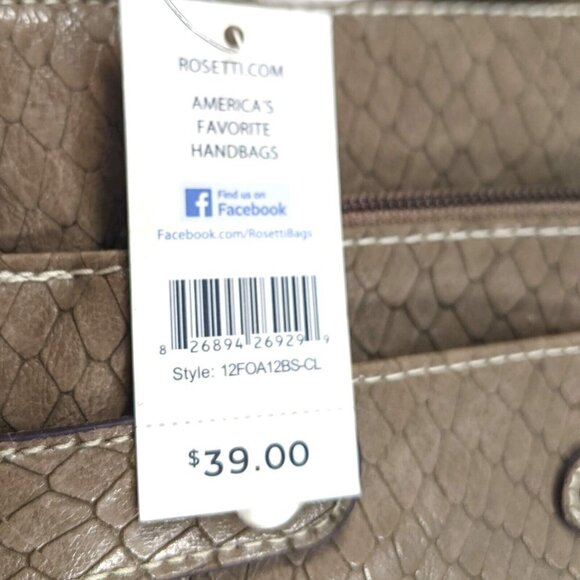 ROSETTI.COM
AMERICA'S
FAVORITE
HANDBAGS
f Find us on
Facebook
Facebook.com/RosettiBags
8 26894 26929 9
Style: 12FOA12BS-CL
$39.00